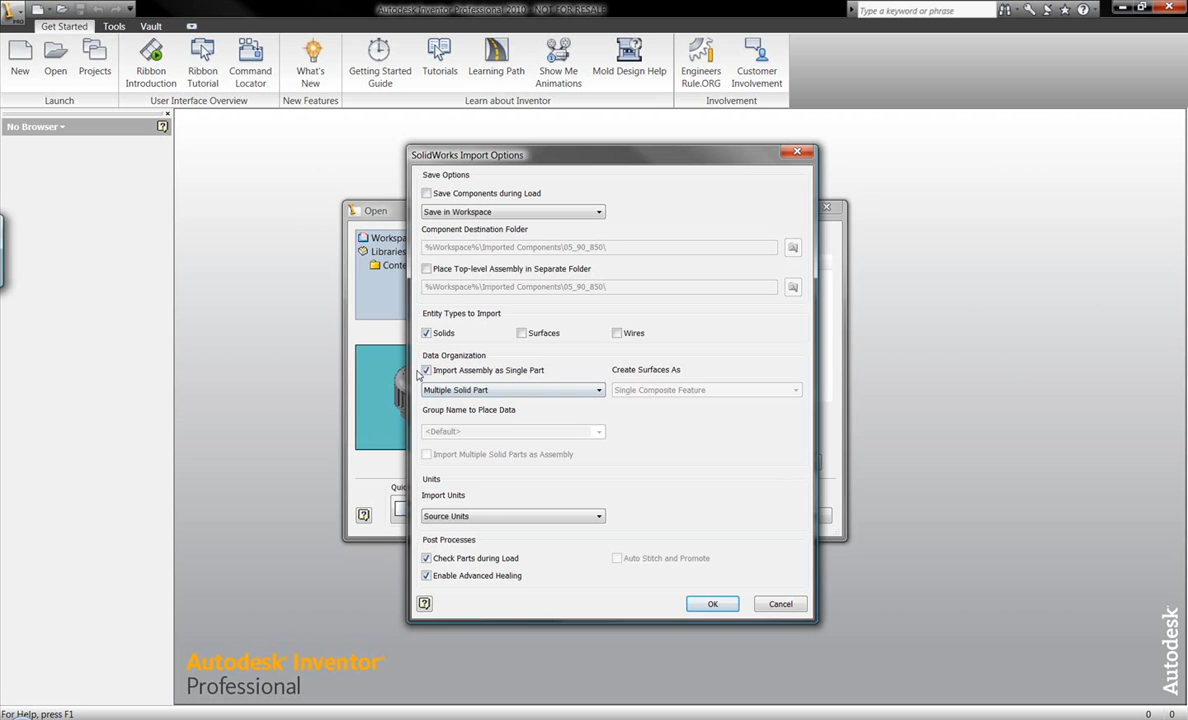 PRO
Autodesk Inventor Professional 2010 - NOT FOR RESALE
Type a keyword or phrase
Get Started Tools Vault
New
Open
Projects
Ribbon Introduction
Ribbon Tutorial
Command Locator
What's New
Getting Started Guide
Tutorials
Learning Path
Show Me Animations
Mold Design Help
Engineers Rule.ORG
Customer Involvement
Launch
User Interface Overview
New Features
Learn about Inventor
Involvement
No Browser
SolidWorks Import Options
Save Options
Save Components during Load
Save in Workspace
Component Destination Folder
%Workspace%\Imported Components\05_90_850\
Place Top-level Assembly in Separate Folder
%Workspace%\Imported Components\05_90_850\
Entity Types to Import
Solids
Surfaces
Wires
Data Organization
Import Assembly as Single Part
Create Surfaces As
Multiple Solid Part
Single Composite Feature
Group Name to Place Data
<Default>
Import Multiple Solid Parts as Assembly
Units
Import Units
Source Units
Post Processes
Check Parts during Load
Auto Stitch and Promote
Enable Advanced Healing
OK
Cancel
Open
Libraries
Autodesk Inventor
Professional
Autodesk
For Help, press F1
0 0